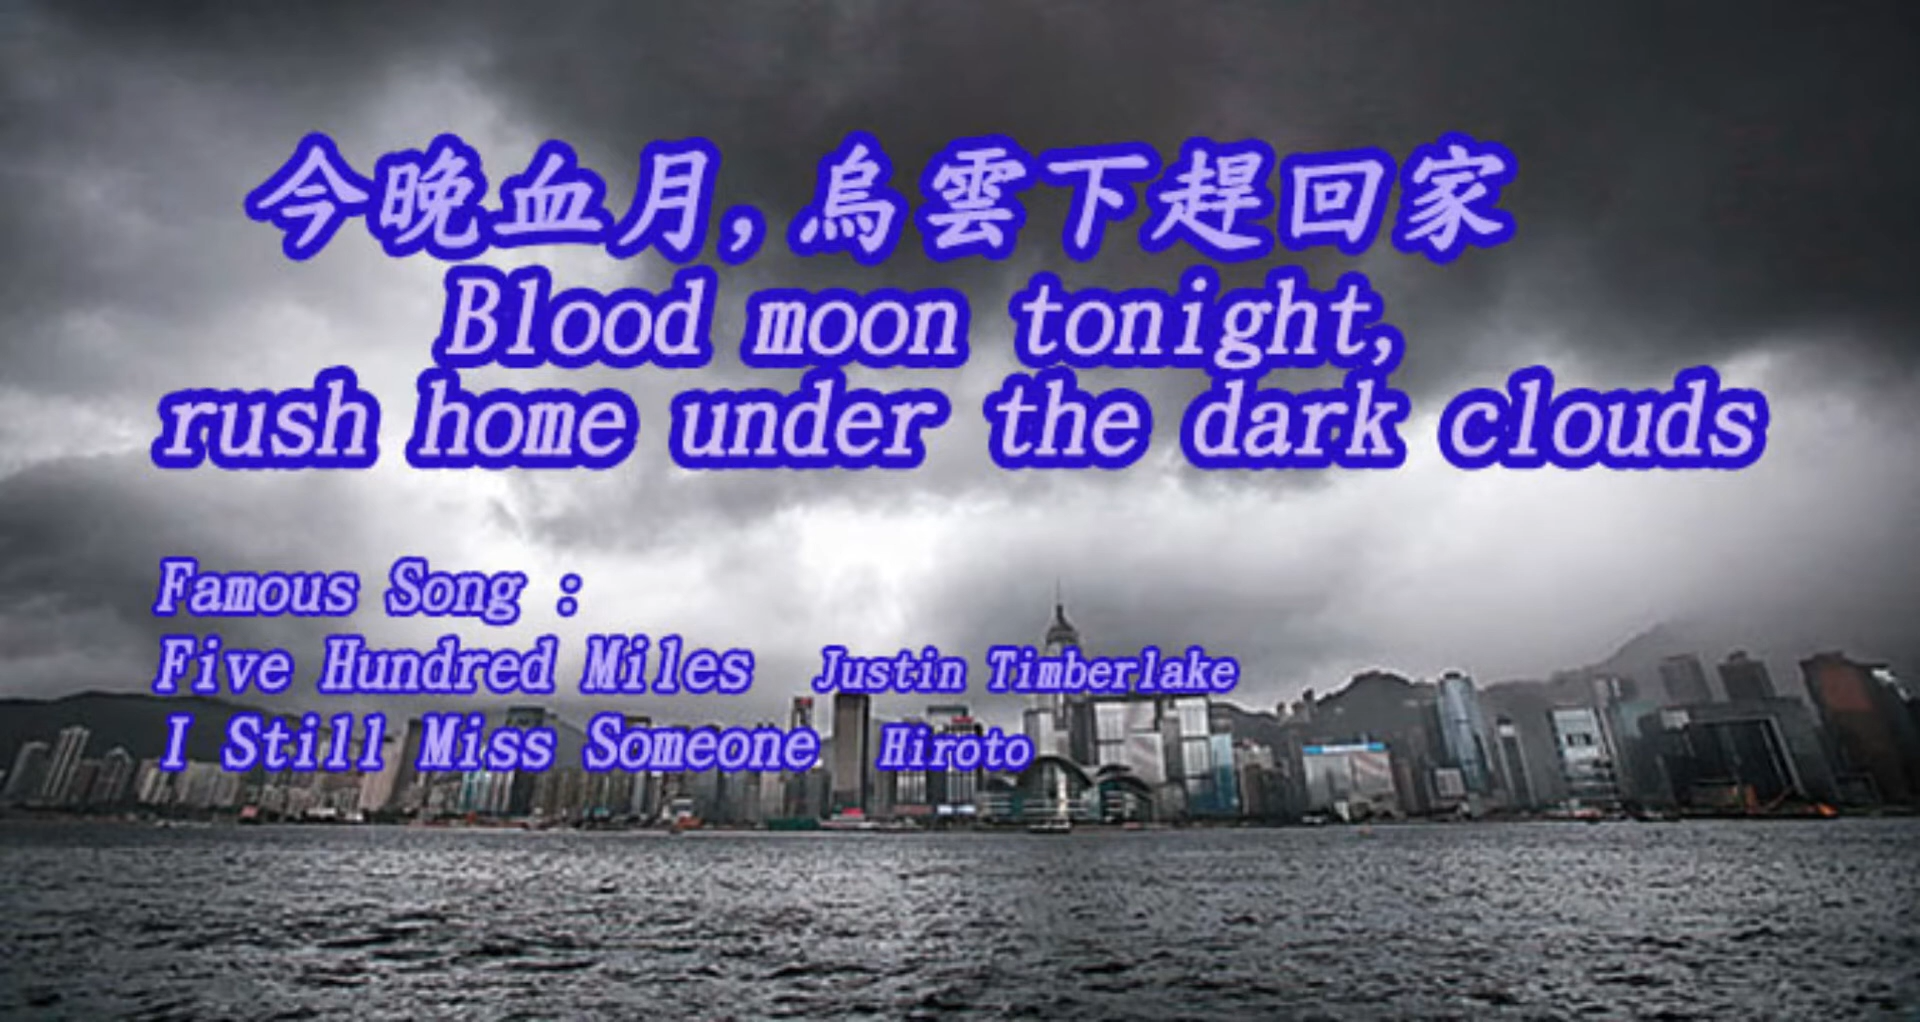 今晚血月,烏雲下趕回家
Blood moon tonight,
rush home under the dark clouds
Famous Song :
Five Hundred Miles Justin Timberlake
I Still Miss Someone Hiroto